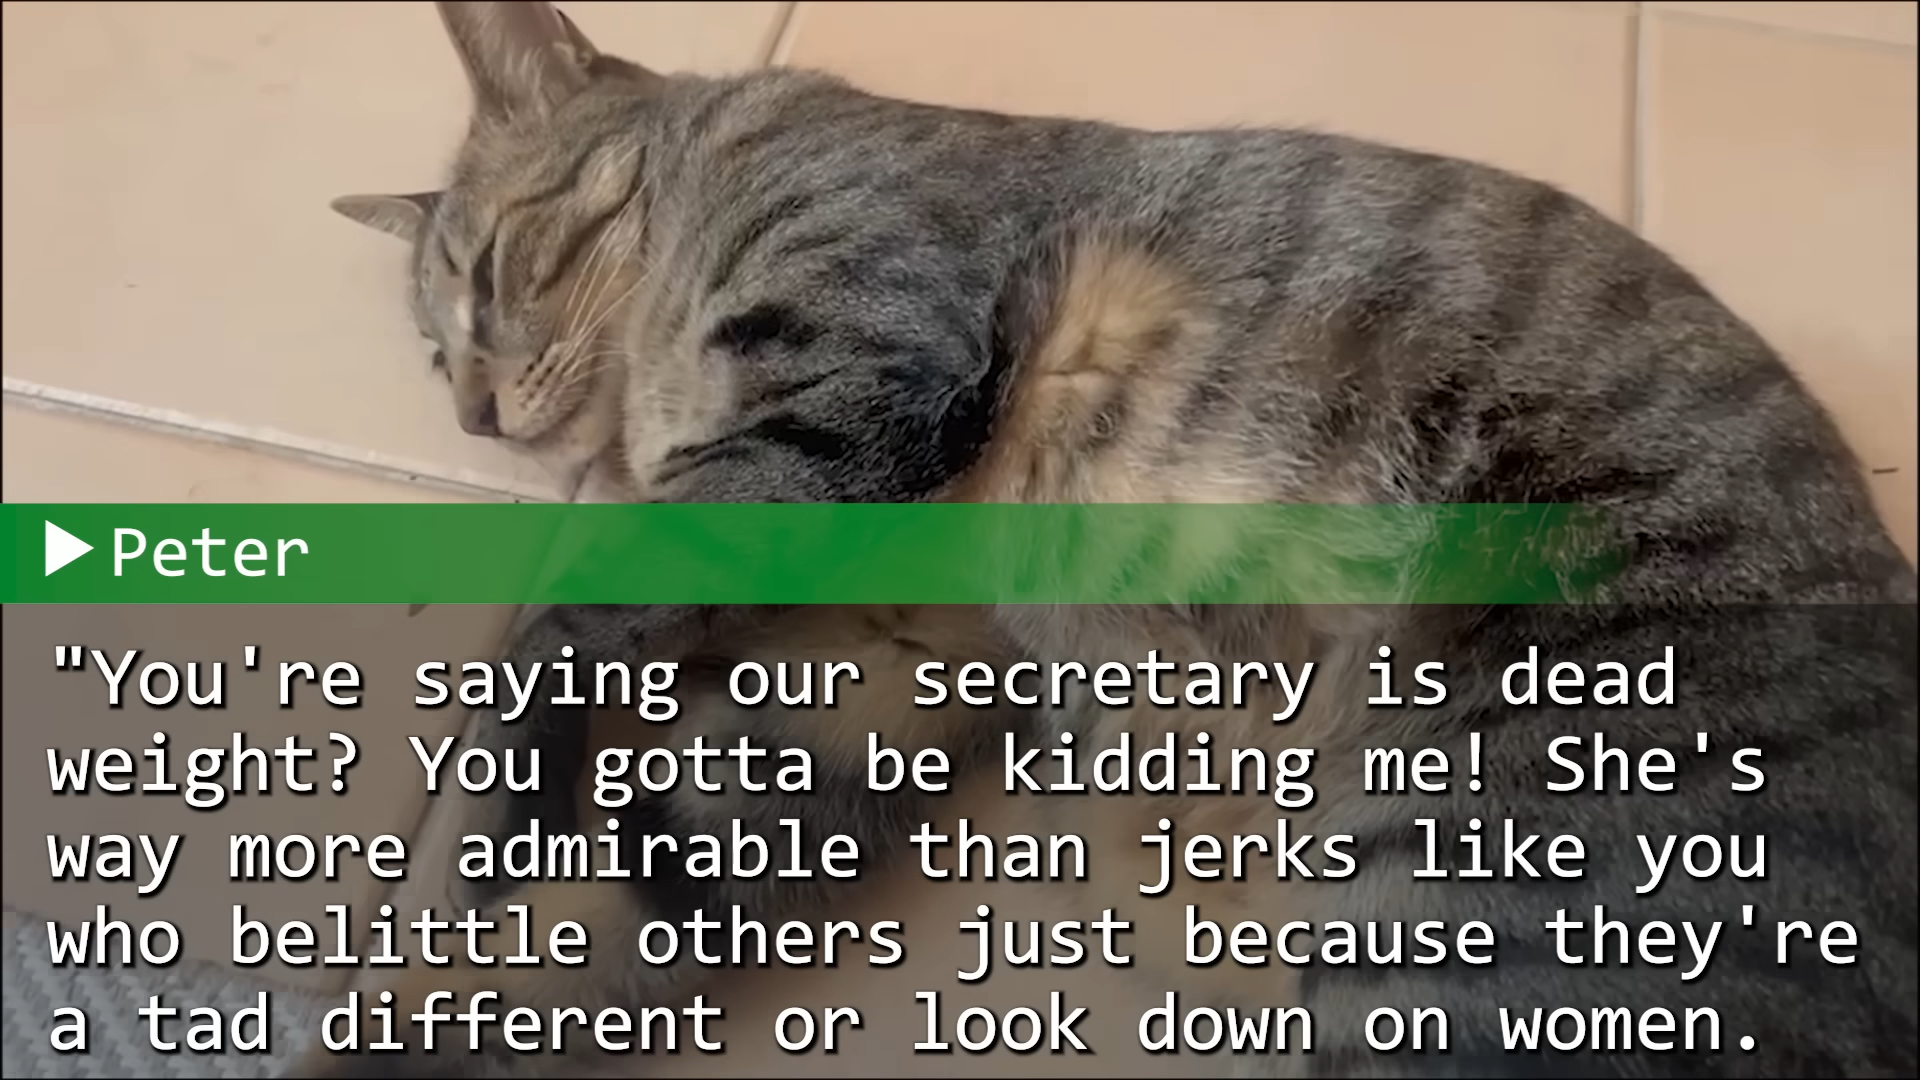 Peter
"You're saying our secretary is dead
weight? You gotta be kidding me! She's
way more admirable than jerks like you
who belittle others just because they're
a tad different or look down on women.